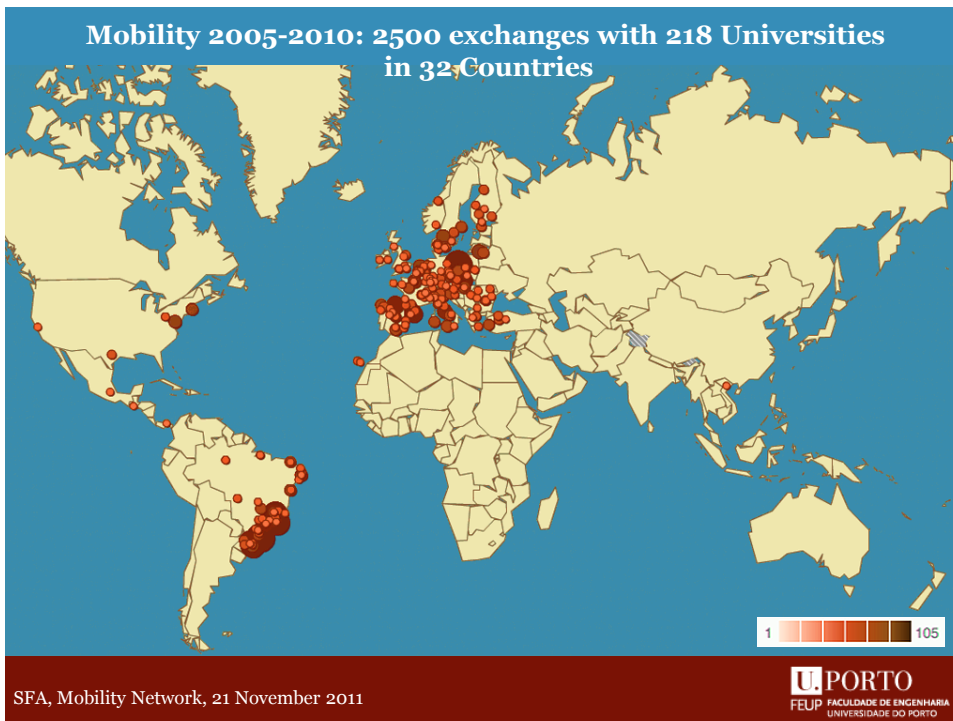 Mobility 2005-2010: 2500 exchanges with 218 Universities
in 32 Countries
1
105
SFA, Mobility Network, 21 November 2011
U. PORTO
FEUP FACULDADE DE ENGENHARIA
UNIVERSIDADE DO PORTO